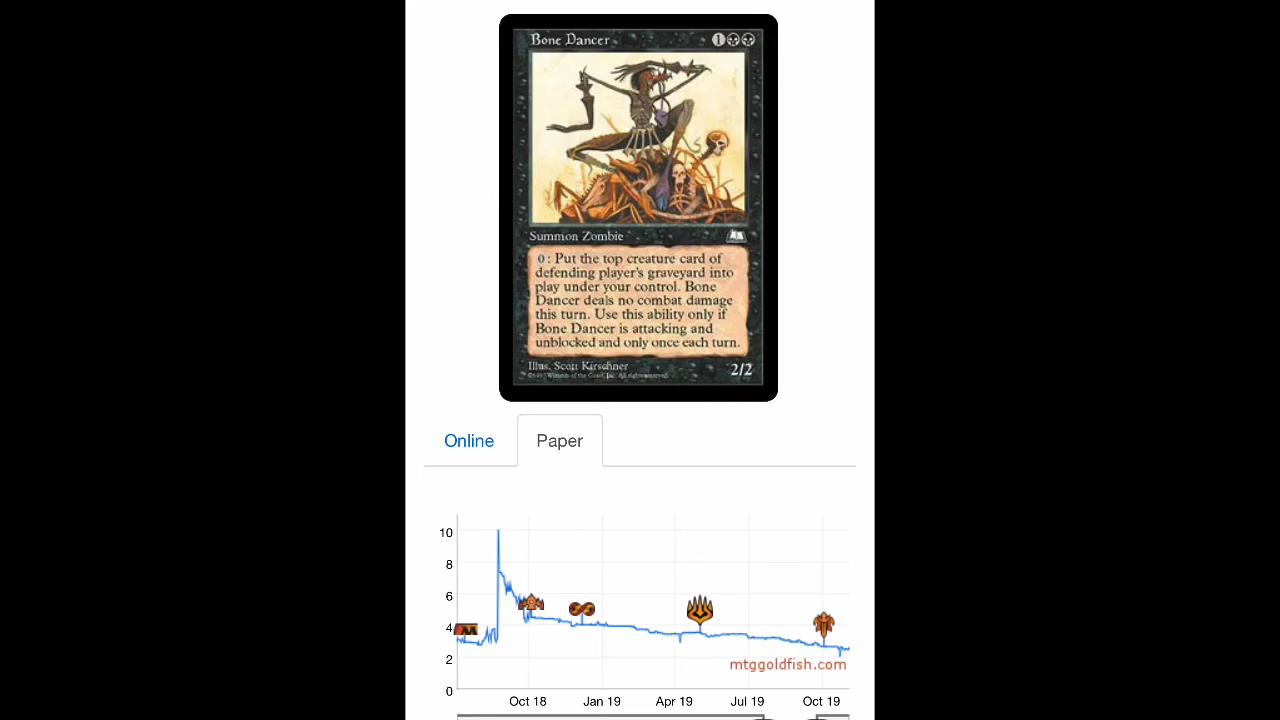 Bone Dancer 1
Summon Zombie
0: Put the top creature card of
defending player's graveyard into
play under your control. Bone
Dancer deals no combat damage
this turn. Use this ability only if
Bone Dancer is attacking and
unblocked and only once each turn.
Illus. Scott Kirschner
2/2
Online Paper
10
8
6
4
2
0
mtggoldfish.com
Oct 18 Jan 19 Apr 19 Jul 19 Oct 19